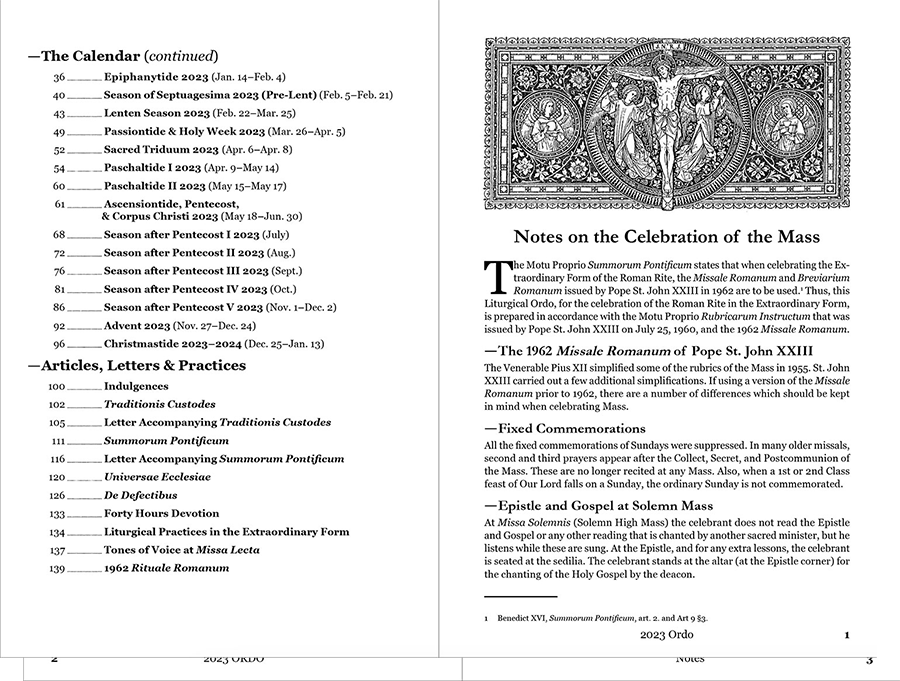 —The Calendar (continued)
36 Epiphanytide 2023 (Jan. 14–Feb. 4)
40 Season of Septuagesima 2023 (Pre-Lent) (Feb. 5–Feb. 21)
43 Lenten Season 2023 (Feb. 22–Mar. 25)
49 Passiontide & Holy Week 2023 (Mar. 26–Apr. 5)
52 Sacred Triduum 2023 (Apr. 6–Apr. 8)
54 Paschaltide I 2023 (Apr. 9–May 14)
60 Paschaltide II 2023 (May 15–May 17)
61 Ascensiontide, Pentecost,
& Corpus Christi 2023 (May 18–Jun. 30)
68 Season after Pentecost I 2023 (July)
72 Season after Pentecost II 2023 (Aug.)
76 Season after Pentecost III 2023 (Sept.)
81 Season after Pentecost IV 2023 (Oct.)
86 Season after Pentecost V 2023 (Nov. 1–Dec. 2)
92 Advent 2023 (Nov. 27–Dec. 24)
96 Christmastide 2023–2024 (Dec. 25–Jan. 13)
—Articles, Letters & Practices
100 Indulgences
102 Traditionis Custodes
105 Letter Accompanying Traditionis Custodes
111 Summorum Pontificum
116 Letter Accompanying Summorum Pontificum
120 Universae Ecclesiae
126 De Defectibus
133 Forty Hours Devotion
134 Liturgical Practices in the Extraordinary Form
137 Tones of Voice at Missa Lecta
139 1962 Rituale Romanum
Notes on the Celebration of the Mass
The Motu Proprio Summorum Pontificum states that when celebrating the Ex-
traordinary Form of the Roman Rite, the Missale Romanum and Breviarium
Romanum issued by Pope St. John XXIII in 1962 are to be used.¹ Thus, this
Liturgical Ordo, for the celebration of the Roman Rite in the Extraordinary Form,
is prepared in accordance with the Motu Proprio Rubricarum Instructum that was
issued by Pope St. John XXIII on July 25, 1960, and the 1962 Missale Romanum.
—The 1962 Missale Romanum of Pope St. John XXIII
The Venerable Pius XII simplified some of the rubrics of the Mass in 1955. St. John
XXIII carried out a few additional simplifications. If using a version of the Missale
Romanum prior to 1962, there are a number of differences which should be kept
in mind when celebrating Mass.
—Fixed Commemorations
All the fixed commemorations of Sundays were suppressed. In many older missals,
second and third prayers appear after the Collect, Secret, and Postcommunion of
the Mass. These are no longer recited at any Mass. Also, when a 1st or 2nd Class
feast of Our Lord falls on a Sunday, the ordinary Sunday is not commemorated.
—Epistle and Gospel at Solemn Mass
At Missa Solemnis (Solemn High Mass) the celebrant does not read the Epistle
and Gospel or any other reading that is chanted by another sacred minister, but he
listens while these are sung. At the Epistle, and for any extra lessons, the celebrant
is seated at the sedilia. The celebrant stands at the altar (at the Epistle corner) for
the chanting of the Holy Gospel by the deacon.
1 Benedict XVI, Summorum Pontificum, art. 2. and Art 9 §3.
2023 Ordo 1
2 2023 ORDO Notes 3